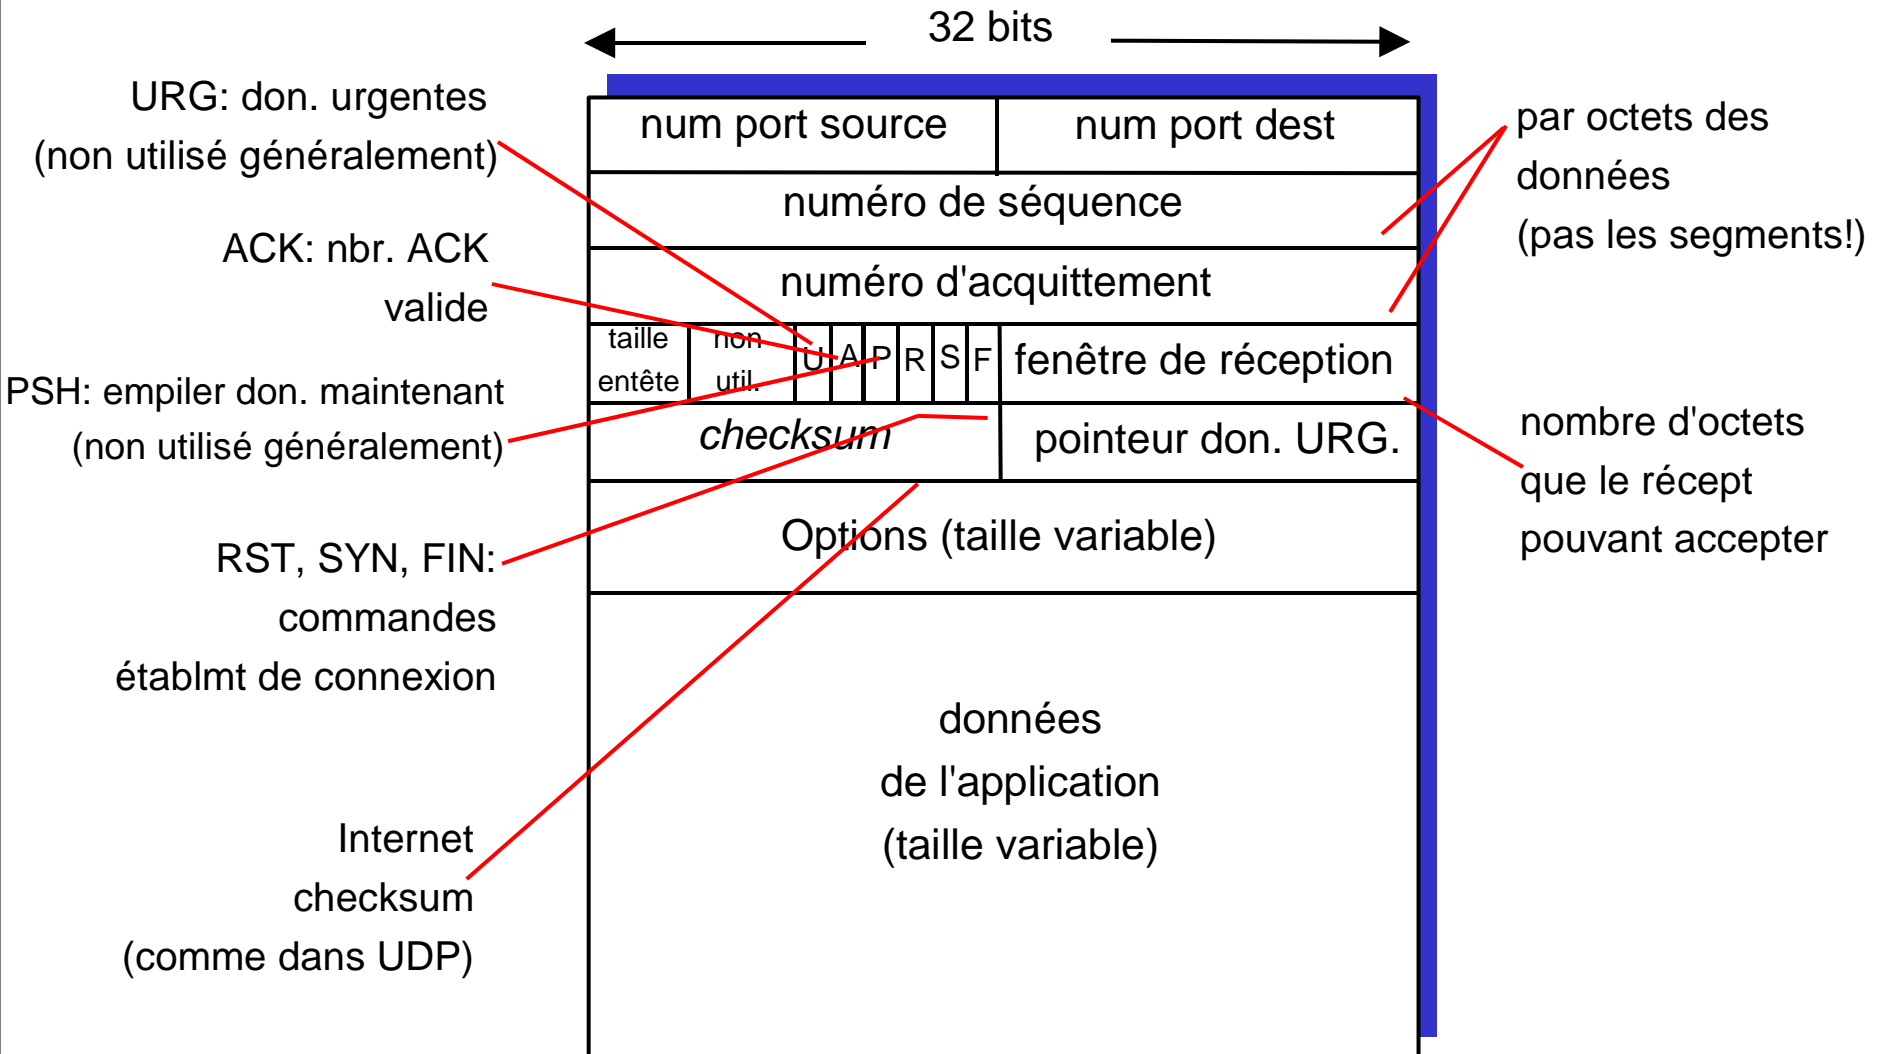 32 bits
URG: don. urgentes
(non utilisé généralement)
ACK: nbr. ACK
valide
PSH: empiler don. maintenant
(non utilisé généralement)
RST, SYN, FIN:
commandes
établmt de connexion
Internet
checksum
(comme dans UDP)
num port source
num port dest
numéro de séquence
numéro d'acquittement
taille
entête
non
util.
U
A
P
R
S
F
fenêtre de réception
checksum
pointeur don. URG.
Options (taille variable)
données
de l'application
(taille variable)
par octets des
données
(pas les segments!)
nombre d'octets
que le récept
pouvant accepter